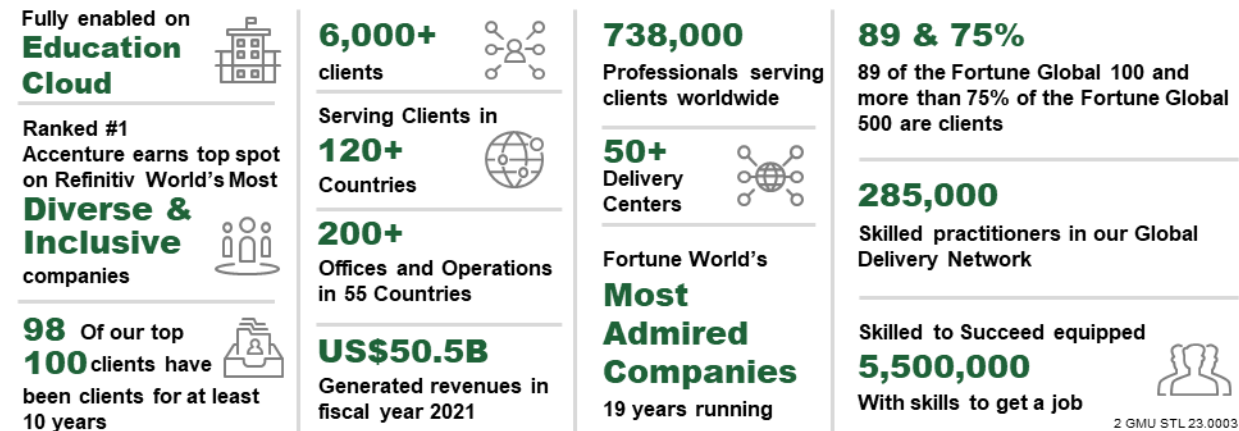 Fully enabled on
Education
Cloud
Ranked #1
Accenture earns top spot
on Refinitiv World's Most
Diverse &
Inclusive
companies
98 Of our top
100 clients have
been clients for at least
10 years
6,000+
clients
Serving Clients in
120+
Countries
200+
Offices and Operations
in 55 Countries
US$50.5B
Generated revenues in
fiscal year 2021
738,000
Professionals serving
clients worldwide
50+
Delivery
Centers
Fortune World's
Most
Admired
Companies
19 years running
89 & 75%
89 of the Fortune Global 100 and
more than 75% of the Fortune Global
500 are clients
285,000
Skilled practitioners in our Global
Delivery Network
Skilled to Succeed equipped
5,500,000
With skills to get a job
2 GMU STL 23.0003